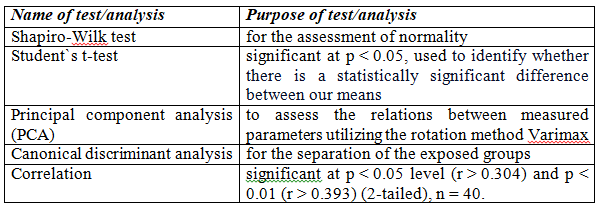 Name of test/analysis Purpose of test/analysis
Shapiro-Wilk test for the assessment of normality
Student`s t-test significant at p < 0.05, used to identify whether
there is a statistically significant difference
between our means
Principal component analysis to assess the relations between measured
(PCA) parameters utilizing the rotation method Varimax
Canonical discriminant analysis for the separation of the exposed groups
Correlation significant at p < 0.05 level (r > 0.304) and p <
0.01 (r > 0.393) (2-tailed), n = 40.